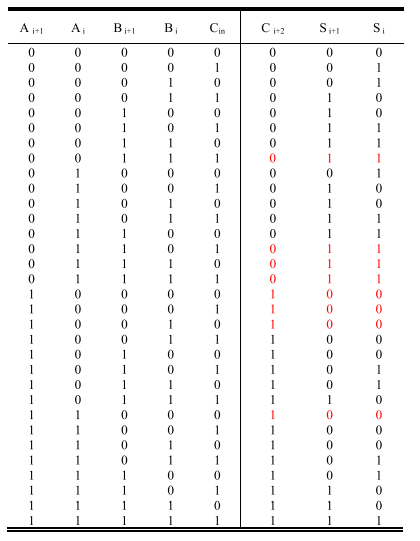 A i+1 A i B i+1 B i Cin C i+2 S i+1 S i
0 0 0 0 0 0 0 0
0 0 0 0 1 0 0 1
0 0 0 1 0 0 0 1
0 0 0 1 1 0 1 0
0 0 1 0 0 0 1 0
0 0 1 0 1 0 1 1
0 0 1 1 0 0 1 1
0 0 1 1 1 0 1 1
0 1 0 0 0 0 0 1
0 1 0 0 1 0 1 0
0 1 0 1 0 0 1 0
0 1 0 1 1 0 1 1
0 1 1 0 0 0 1 1
0 1 1 0 1 0 1 1
0 1 1 1 0 0 1 1
0 1 1 1 1 0 1 1
1 0 0 0 0 1 0 0
1 0 0 0 1 1 0 0
1 0 0 1 0 1 0 0
1 0 0 1 1 1 0 0
1 0 1 0 0 1 0 0
1 0 1 0 1 1 0 1
1 0 1 1 0 1 0 1
1 0 1 1 1 1 1 0
1 1 0 0 0 1 0 0
1 1 0 0 1 1 0 0
1 1 0 1 0 1 0 0
1 1 0 1 1 1 0 1
1 1 1 0 0 1 0 1
1 1 1 0 1 1 1 0
1 1 1 1 0 1 1 0
1 1 1 1 1 1 1 1